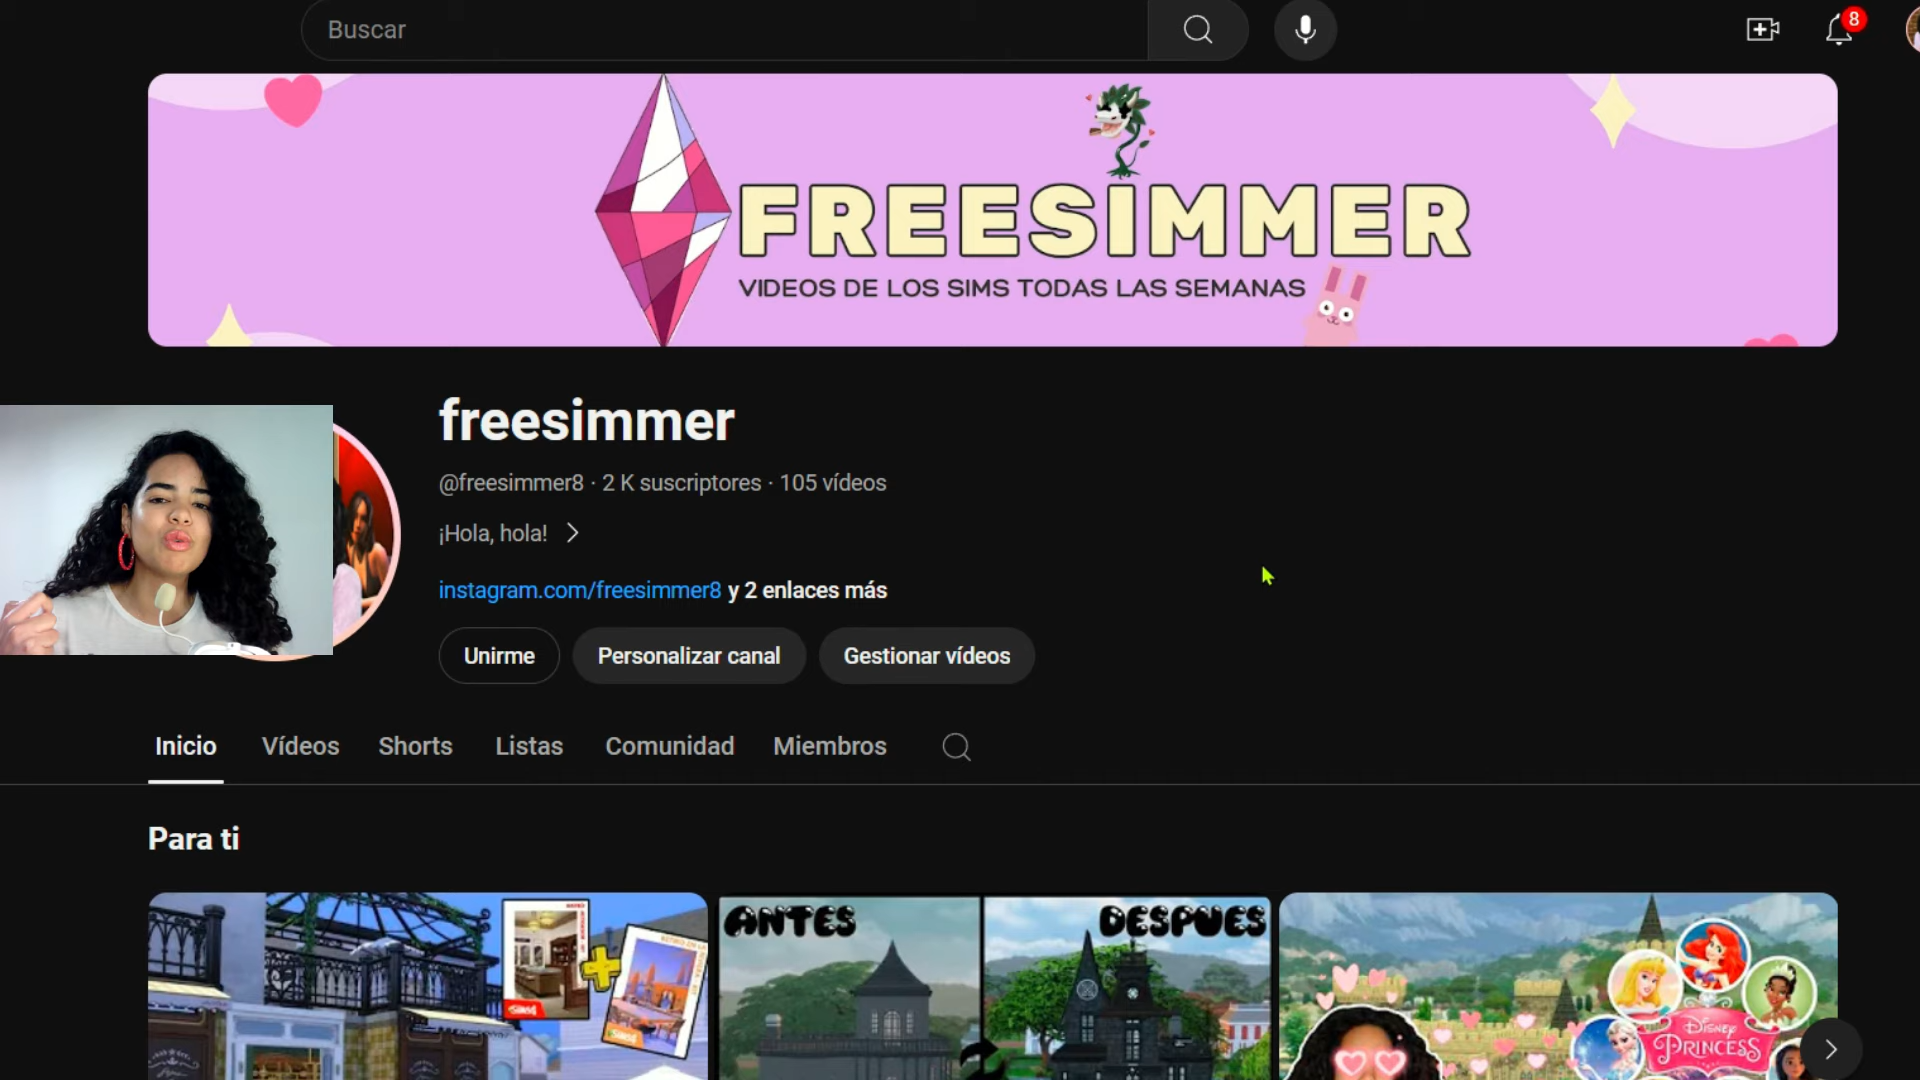 Buscar
8
FREESIMMER
VIDEOS DE LOS SIMS TODAS LAS SEMANAS
freesimmer
@freesimmer8 · 2 K suscriptores · 105 vídeos
¡Hola, hola!
instagram.com/freesimmer8 y 2 enlaces más
Unirme
Personalizar canal
Gestionar vídeos
Inicio
Vídeos
Shorts
Listas
Comunidad
Miembros
Para ti
ANTES
DESPUES
Disney
PRINCESS